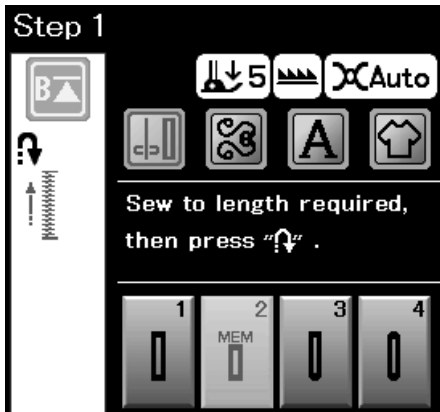 Step 1
B
5
Auto
A
Sew to length required,
then press “ ” .
1
2
3
4
MEM